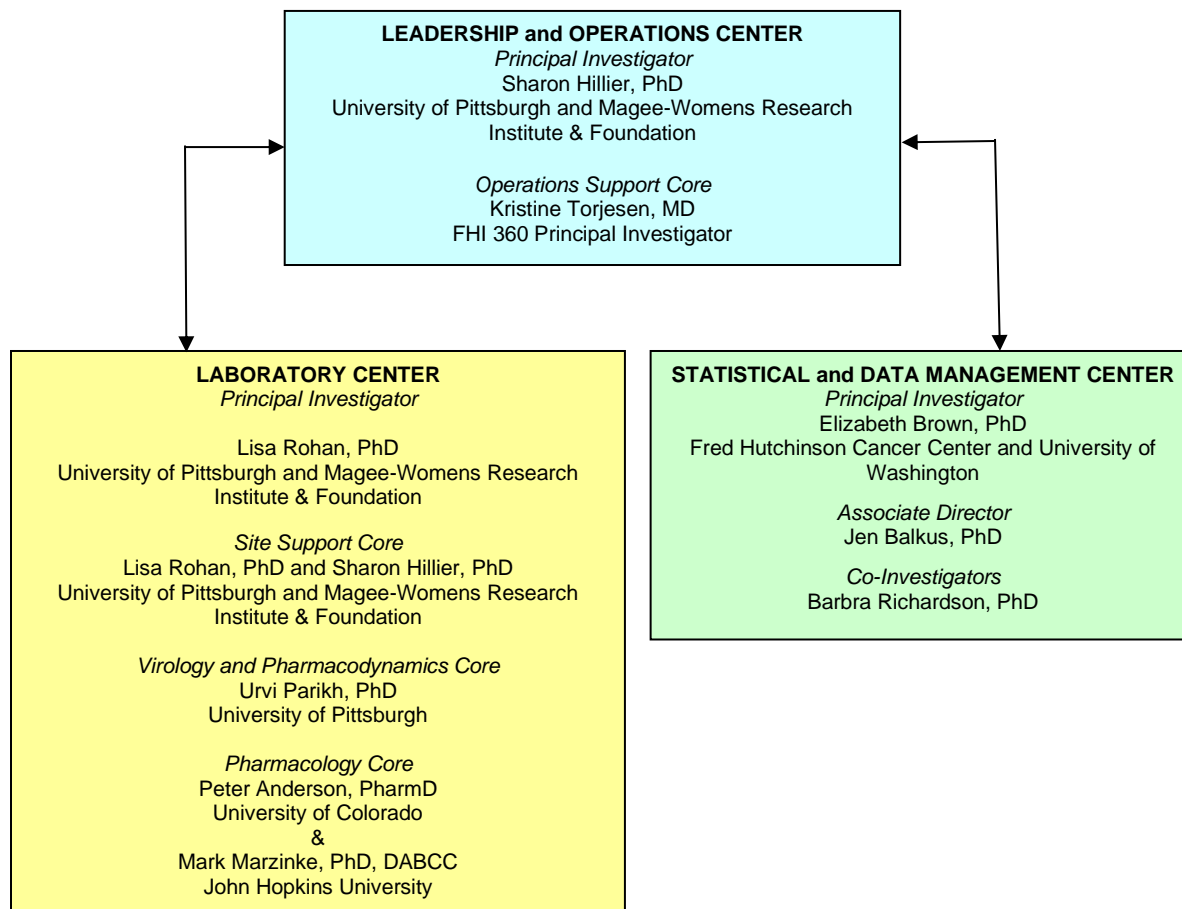 LEADERSHIP and OPERATIONS CENTER
Principal Investigator
Sharon Hillier, PhD
University of Pittsburgh and Magee-Womens Research
Institute & Foundation
Operations Support Core
Kristine Torjesen, MD
FHI 360 Principal Investigator
LABORATORY CENTER
Principal Investigator
Lisa Rohan, PhD
University of Pittsburgh and Magee-Womens Research
Institute & Foundation
Site Support Core
Lisa Rohan, PhD and Sharon Hillier, PhD
University of Pittsburgh and Magee-Womens Research
Institute & Foundation
Virology and Pharmacodynamics Core
Urvi Parikh, PhD
University of Pittsburgh
Pharmacology Core
Peter Anderson, PharmD
University of Colorado
&
Mark Marzinke, PhD, DABCC
John Hopkins University
STATISTICAL and DATA MANAGEMENT CENTER
Principal Investigator
Elizabeth Brown, PhD
Fred Hutchinson Cancer Center and University of
Washington
Associate Director
Jen Balkus, PhD
Co-Investigators
Barbra Richardson, PhD